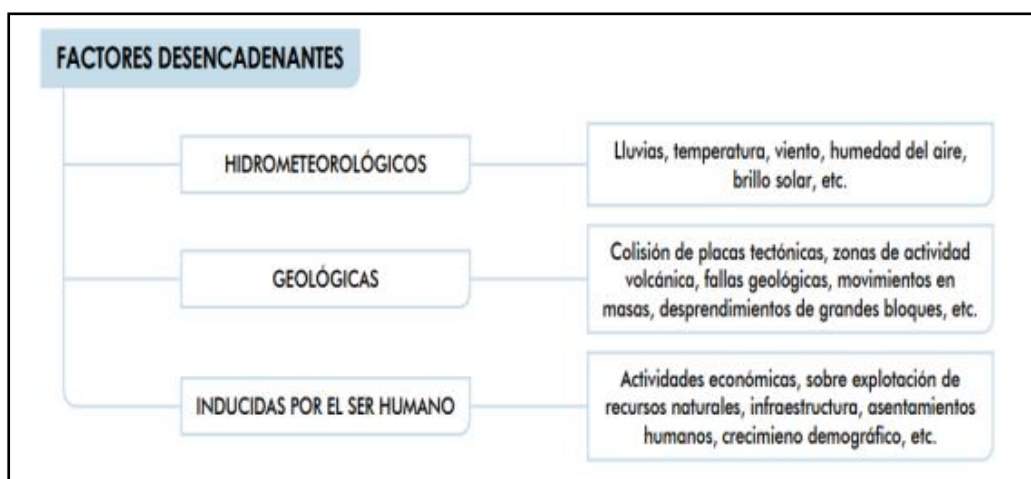 FACTORES DESENCADENANTES
HIDROMETEOROLÓGICOS
Lluvias, temperatura, viento, humedad del aire,
brillo solar, etc.
GEOLÓGICAS
Colisión de placas tectónicas, zonas de actividad
volcánica, fallas geológicas, movimientos en
masas, desprendimientos de grandes bloques, etc.
INDUCIDAS POR EL SER HUMANO
Actividades económicas, sobre explotación de
recursos naturales, infraestructura, asentamientos
humanos, crecimieno demográfico, etc.